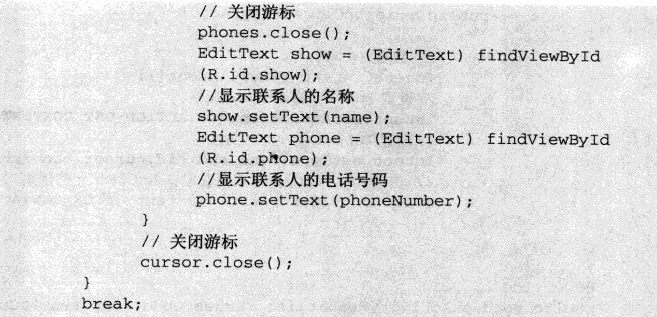 // 关闭游标
phones.close();
EditText show = (EditText) findViewById
(R.id.show);
//显示联系人的名称
show.setText(name);
EditText phone = (EditText) findViewById
(R.id.phone);
//显示联系人的电话号码
phone.setText(phoneNumber);
}
// 关闭游标
cursor.close();
}
break;